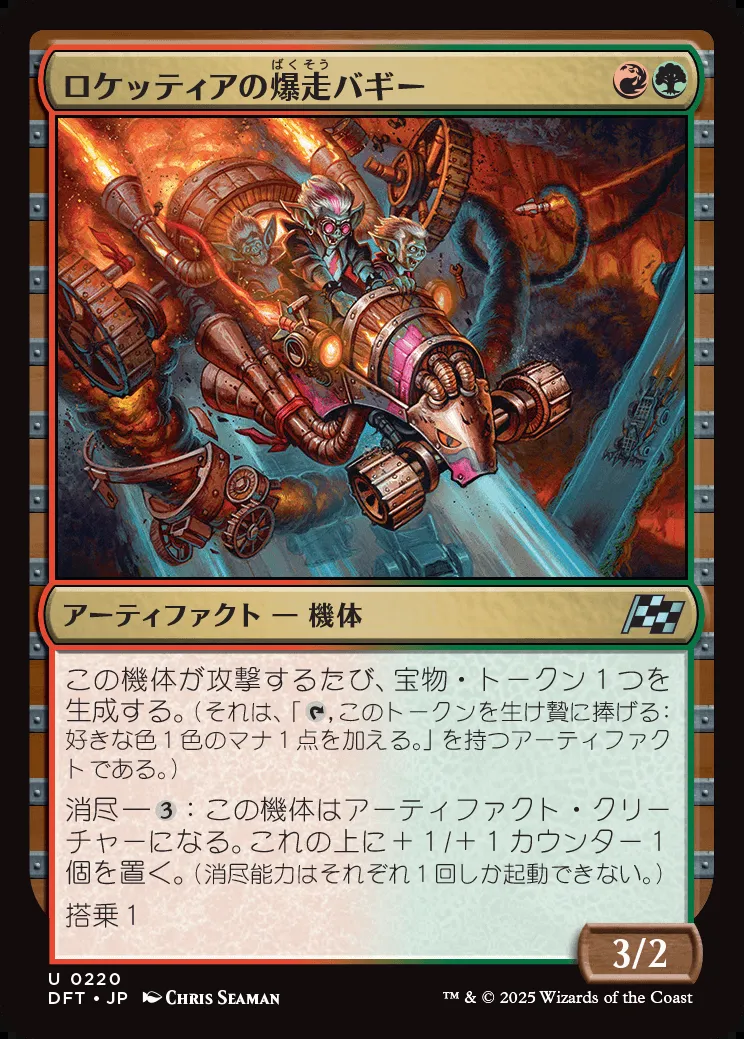 ばくそう
ロケッティアの爆走バギー
アーティファクト — 機体
この機体が攻撃するたび、宝物・トークン1つを
生成する。（それは、「 ,このトークンを生け贄に捧げる：
好きな色1色のマナ1点を加える。」を持つアーティファク
トである。）
消尽—3：この機体はアーティファクト・クリー
チャーになる。これの上に＋1/＋1カウンター1
個を置く。（消尽能力はそれぞれ1回しか起動できない。）
搭乗1
3/2
U 0220
DFT • JP CHRIS SEAMAN
™ & © 2025 Wizards of the Coast